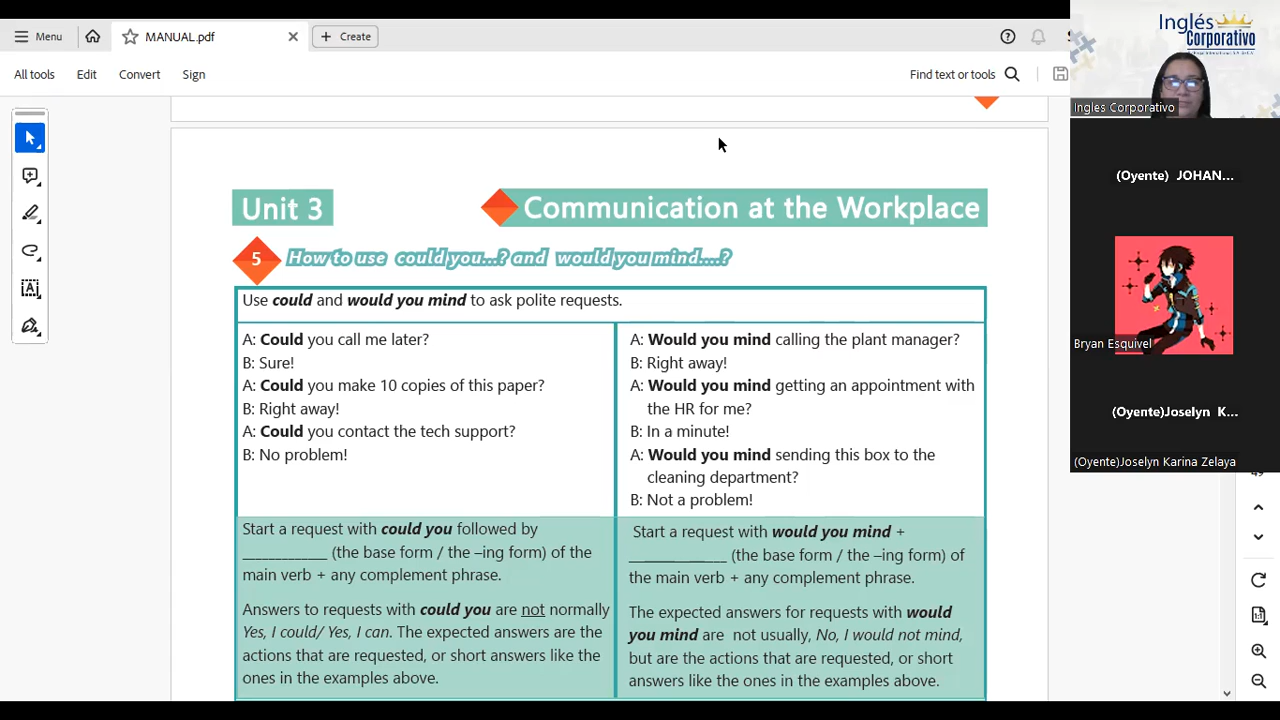 Menu
MANUAL.pdf
Create
All tools
Edit
Convert
Sign
Find text or tools
Unit 3
Communication at the Workplace
5
How to use could you...? and would you mind....?
Use could and would you mind to ask polite requests.
A: Could you call me later?
B: Sure!
A: Could you make 10 copies of this paper?
B: Right away!
A: Could you contact the tech support?
B: No problem!
A: Would you mind calling the plant manager?
B: Right away!
A: Would you mind getting an appointment with
the HR for me?
B: In a minute!
A: Would you mind sending this box to the
cleaning department?
B: Not a problem!
Start a request with could you followed by
_____________ (the base form / the –ing form) of the
main verb + any complement phrase.
Answers to requests with could you are not normally
Yes, I could/ Yes, I can. The expected answers are the
actions that are requested, or short answers like the
ones in the examples above.
Start a request with would you mind +
_____________ (the base form / the –ing form) of
the main verb + any complement phrase.
The expected answers for requests with would
you mind are not usually, No, I would not mind,
but are the actions that are requested, or short
answers like the ones in the examples above.
Inglés
Corporativo
Ingles Corporativo
(Oyente) JOHAN...
Bryan Esquivel
(Oyente)Joselyn K...
(Oyente)Joselyn Karina Zelaya